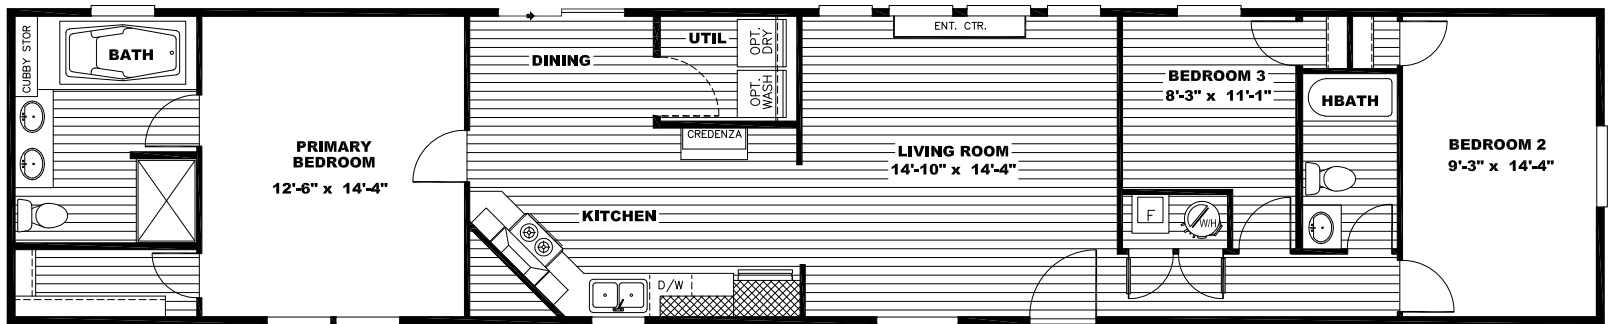 CUBBY STOR
BATH
PRIMARY
BEDROOM
12'-6" x 14'-4"
DINING
UTIL
OPT.
DRY
OPT.
WASH
CREDENZA
KITCHEN
D/W
ENT. CTR.
LIVING ROOM
14'-10" x 14'-4"
BEDROOM 3
8'-3" x 11'-1"
F
W/H
HBATH
BEDROOM 2
9'-3" x 14'-4"